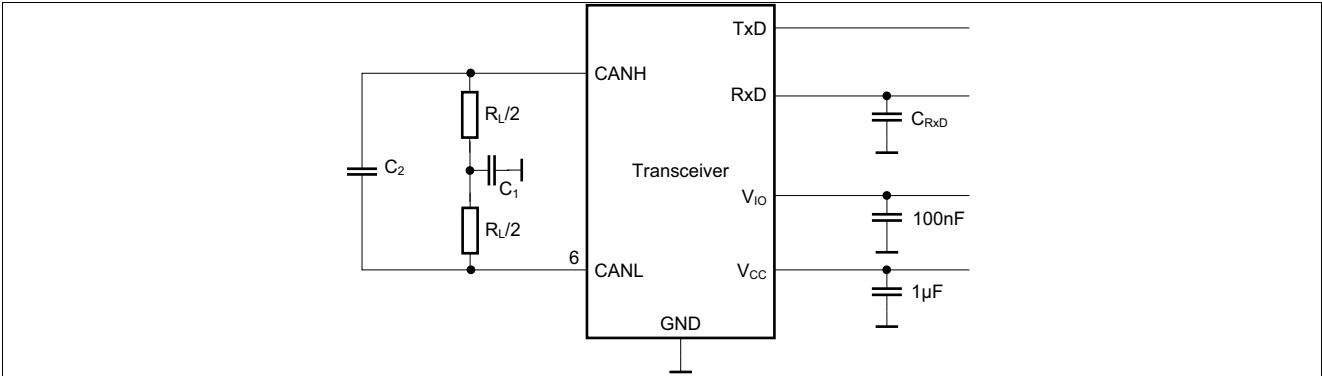 TxD
CANH
RxD
R_L/2
C_RxD
C_2
Transceiver
C_1
V_IO
100nF
R_L/2
6
CANL
V_CC
1µF
GND